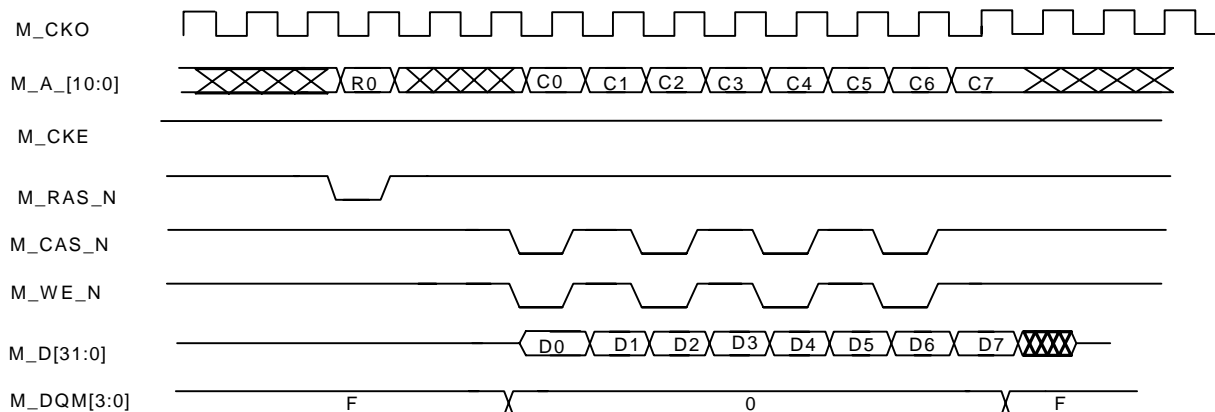 M_CKO
M_A_[10:0] R0 C0 C1 C2 C3 C4 C5 C6 C7
M_CKE
M_RAS_N
M_CAS_N
M_WE_N
M_D[31:0] D0 D1 D2 D3 D4 D5 D6 D7
M_DQM[3:0] F 0 F